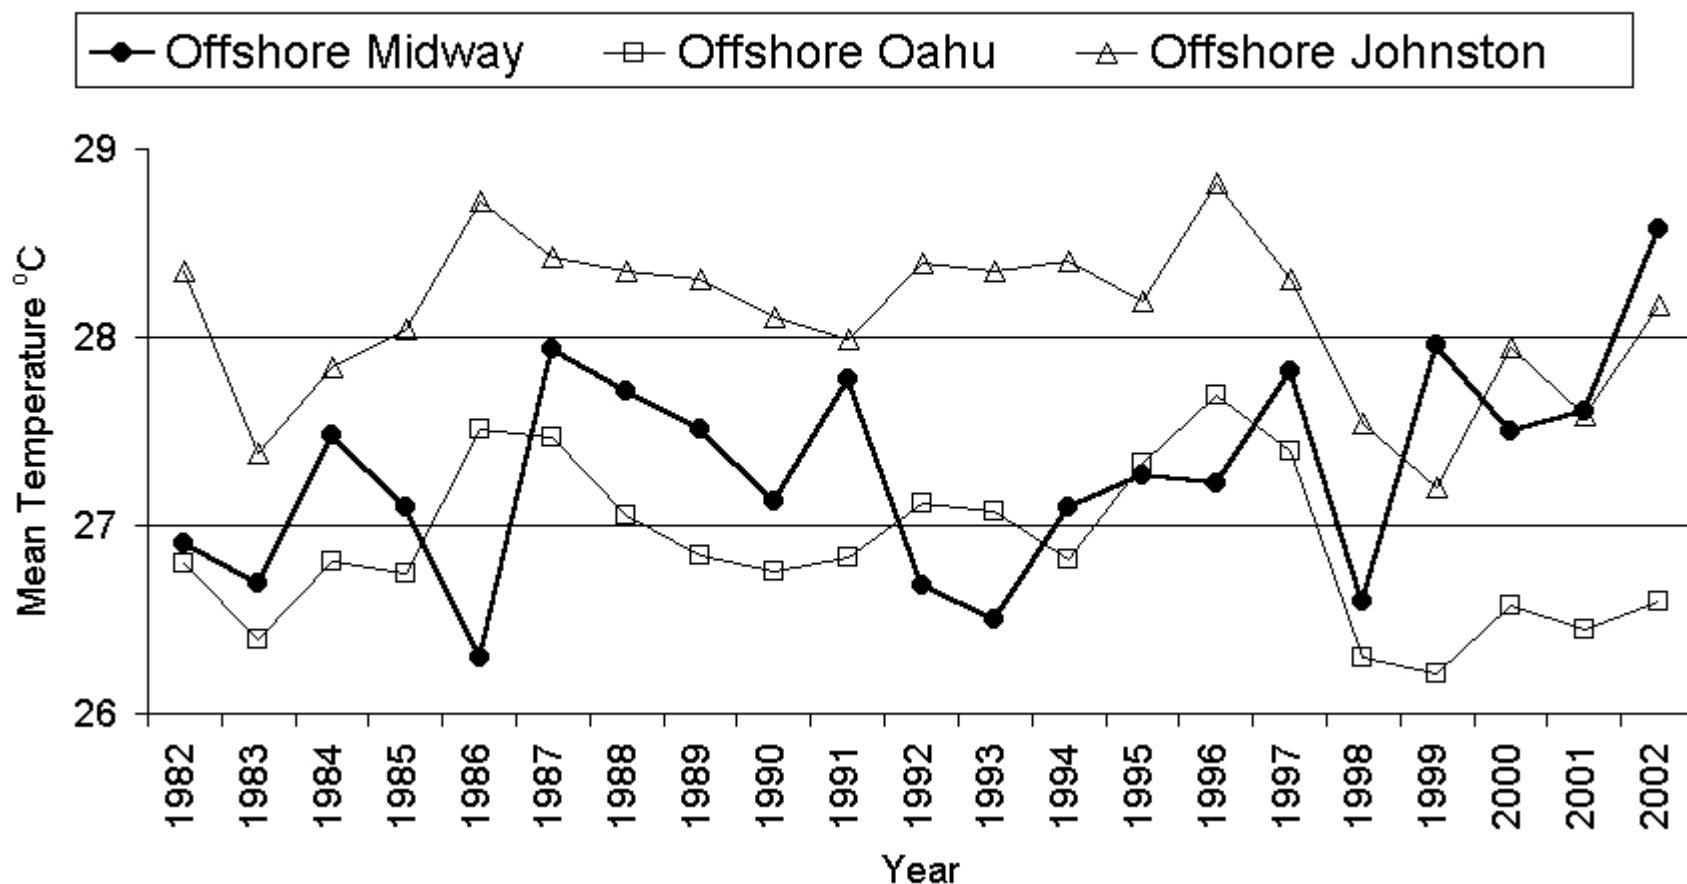 Offshore Midway Offshore Oahu Offshore Johnston
29
28
27
26
Mean Temperature °C
1982 1983 1984 1985 1986 1987 1988 1989 1990 1991 1992 1993 1994 1995 1996 1997 1998 1999 2000 2001 2002
Year